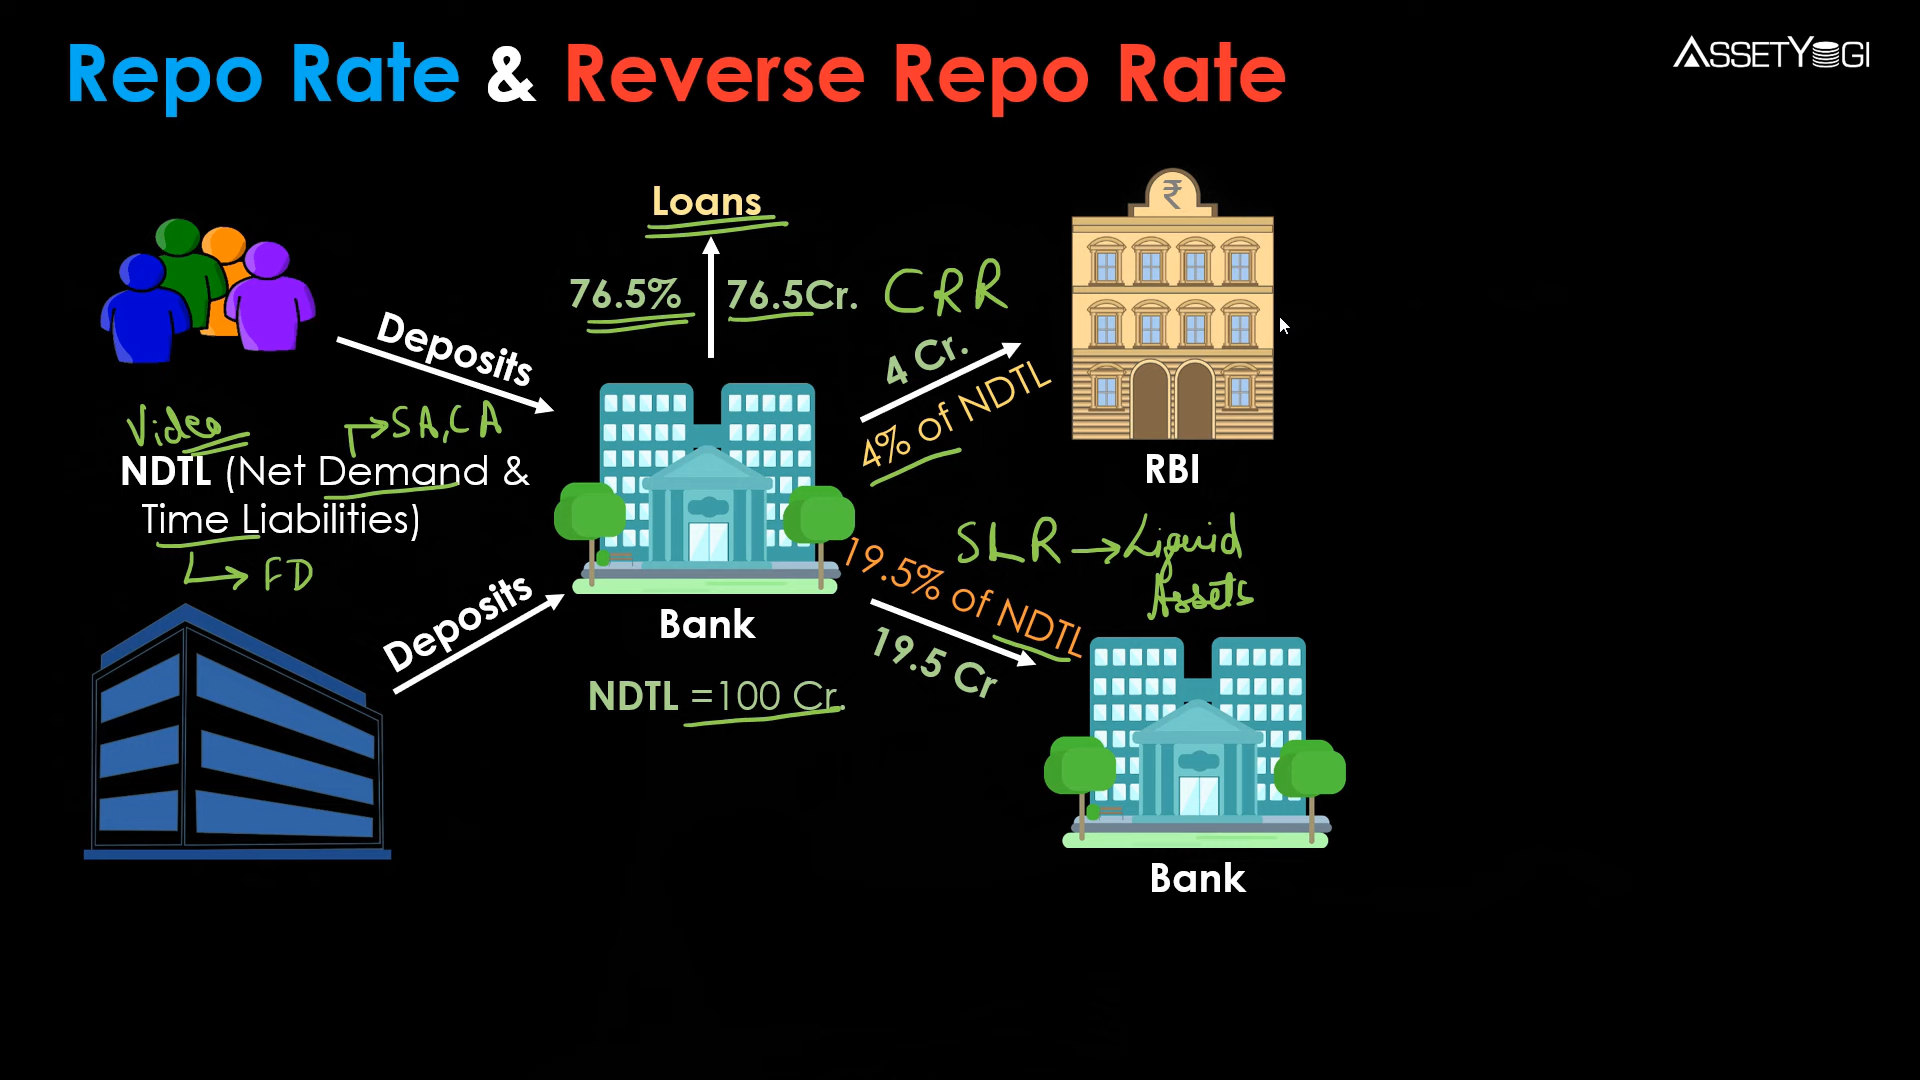 Repo Rate & Reverse Repo Rate
ASSETYOGI
Loans
₹
76.5%
76.5Cr.
CRR
Deposits
4 Cr.
4% of NDTL
Video
SA, CA
NDTL (Net Demand &
Time Liabilities)
FD
RBI
SLR → Liquid
Assets
19.5% of NDTL
19.5 Cr
Deposits
Bank
NDTL =100 Cr.
Bank